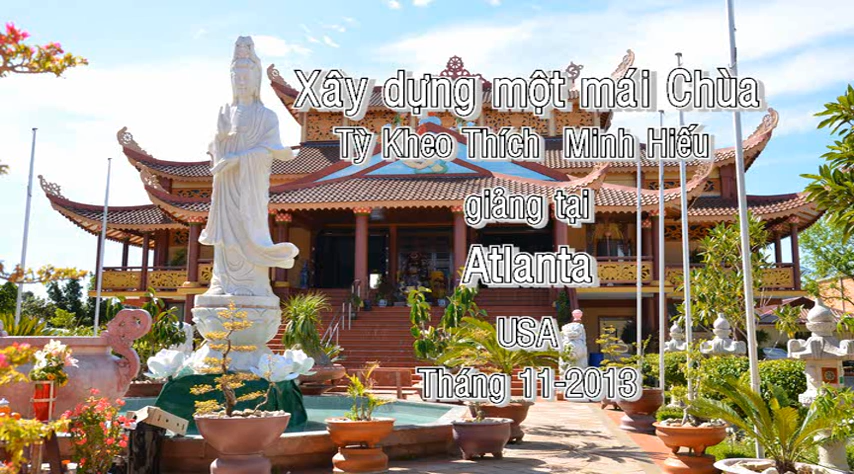 Xây dựng một mái Chùa
Tỳ Kheo Thích Minh Hiếu
giảng tại
Atlanta
USA
Tháng 11-2013